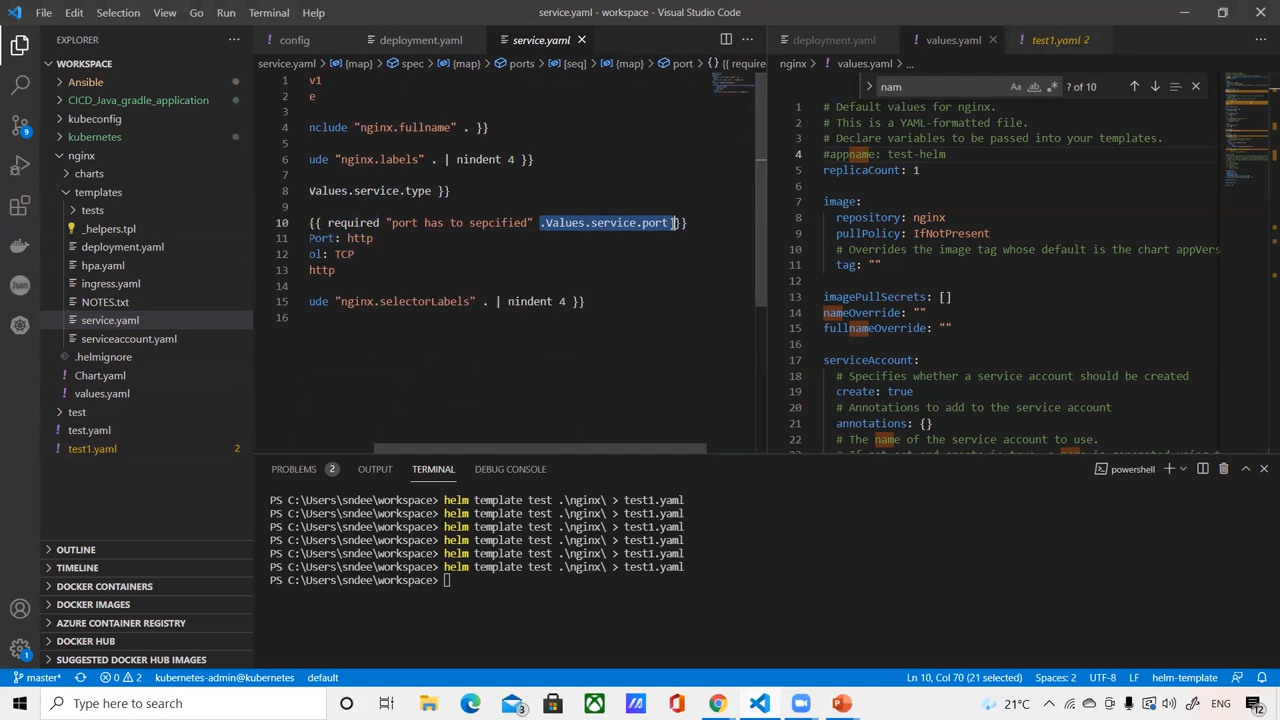 File Edit Selection View Go Run Terminal Help
service.yaml - workspace - Visual Studio Code
EXPLORER
WORKSPACE
Ansible
CICD_Java_gradle_application
kubeconfig
kubernetes
nginx
charts
templates
tests
_helpers.tpl
deployment.yaml
hpa.yaml
ingress.yaml
NOTES.txt
service.yaml
serviceaccount.yaml
.helmignore
Chart.yaml
values.yaml
test
test.yaml
test1.yaml 2
OUTLINE
TIMELINE
DOCKER CONTAINERS
DOCKER IMAGES
AZURE CONTAINER REGISTRY
DOCKER HUB
SUGGESTED DOCKER HUB IMAGES
9
1
config deployment.yaml service.yaml
service.yaml > {map} > spec > {map} > ports > [seq] > {map} > port > {} {{ required
1 v1
2 e
3
4 nclude "nginx.fullname" . }}
5
6 ude "nginx.labels" . | nindent 4 }}
7
8 Values.service.type }}
9
10 {{ required "port has to sepcified" .Values.service.port }}
11 Port: http
12 ol: TCP
13 http
14
15 ude "nginx.selectorLabels" . | nindent 4 }}
16
deployment.yaml values.yaml test1.yaml 2
nginx > values.yaml > ...
nam Aa ab .* ? of 10
1 # Default values for nginx.
2 # This is a YAML-formatted file.
3 # Declare variables to be passed into your templates.
4 #appname: test-helm
5 replicaCount: 1
6
7 image:
8 repository: nginx
9 pullPolicy: IfNotPresent
10 # Overrides the image tag whose default is the chart appVers
11 tag: ""
12
13 imagePullSecrets: []
14 nameOverride: ""
15 fullnameOverride: ""
16
17 serviceAccount:
18 # Specifies whether a service account should be created
19 create: true
20 # Annotations to add to the service account
21 annotations: {}
22 # The name of the service account to use.
PROBLEMS 2 OUTPUT TERMINAL DEBUG CONSOLE
powershell
PS C:\Users\sndee\workspace> helm template test .\nginx\ > test1.yaml
PS C:\Users\sndee\workspace> helm template test .\nginx\ > test1.yaml
PS C:\Users\sndee\workspace> helm template test .\nginx\ > test1.yaml
PS C:\Users\sndee\workspace> helm template test .\nginx\ > test1.yaml
PS C:\Users\sndee\workspace> helm template test .\nginx\ > test1.yaml
PS C:\Users\sndee\workspace> helm template test .\nginx\ > test1.yaml
PS C:\Users\sndee\workspace>
master* 0 2 kubernetes-admin@kubernetes default
Ln 10, Col 70 (21 selected) Spaces: 2 UTF-8 LF helm-template
Type here to search
3
21°C ENG 12